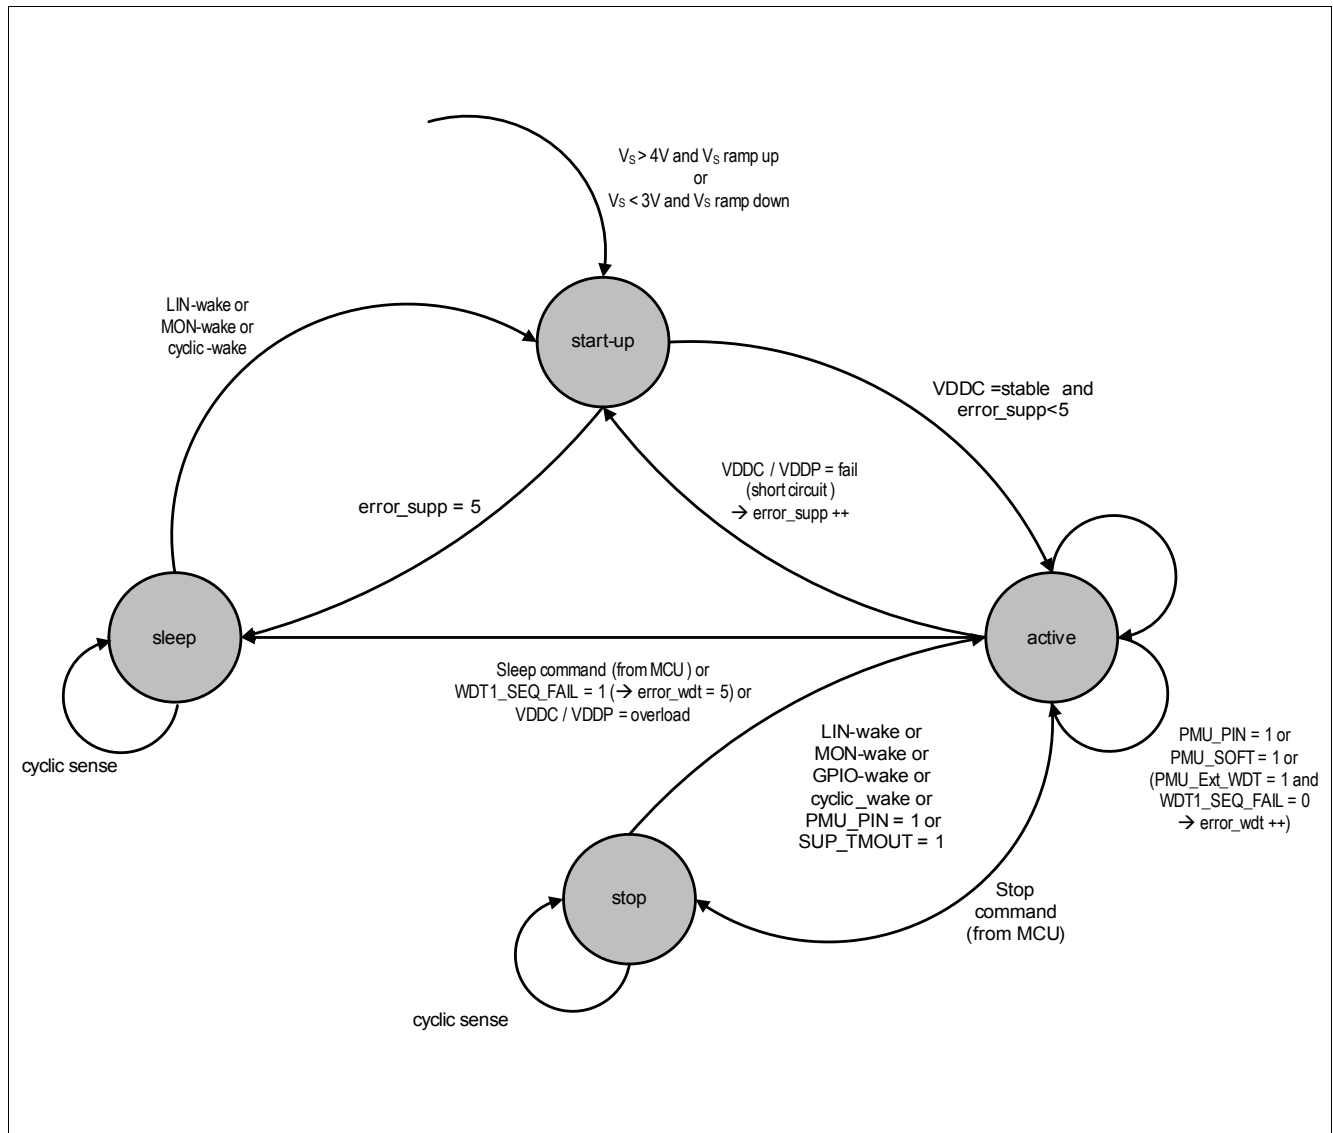 V_S > 4V and V_S ramp up
or
V_S < 3V and V_S ramp down
LIN-wake or
MON-wake or
cyclic -wake
start-up
VDDC =stable and
error_supp<5
VDDC / VDDP = fail
(short circuit )
→ error_supp ++
error_supp = 5
sleep
active
Sleep command (from MCU ) or
WDT1_SEQ_FAIL = 1 (→ error_wdt = 5) or
VDDC / VDDP = overload
cyclic sense
LIN-wake or
MON-wake or
GPIO-wake or
cyclic _wake or
PMU_PIN = 1 or
SUP_TMOUT = 1
PMU_PIN = 1 or
PMU_SOFT = 1 or
(PMU_Ext_WDT = 1 and
WDT1_SEQ_FAIL = 0
→ error_wdt ++)
stop
Stop
command
(from MCU)
cyclic sense